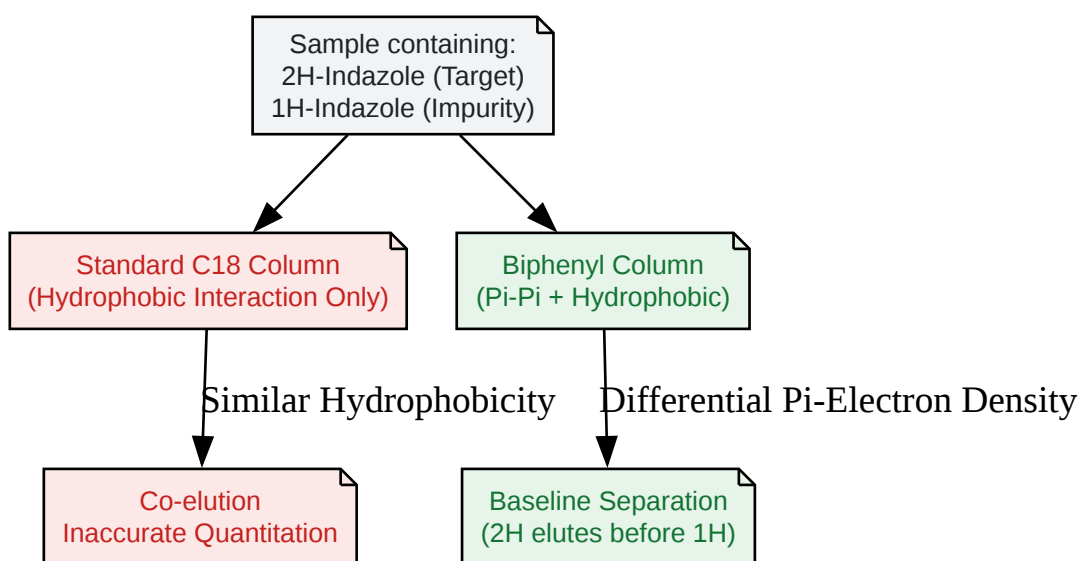 Sample containing:
2H-Indazole (Target)
1H-Indazole (Impurity)
Standard C18 Column
(Hydrophobic Interaction Only)
Biphenyl Column
(Pi-Pi + Hydrophobic)
Similar Hydrophobicity
Differential Pi-Electron Density
Co-elution
Inaccurate Quantitation
Baseline Separation
(2H elutes before 1H)